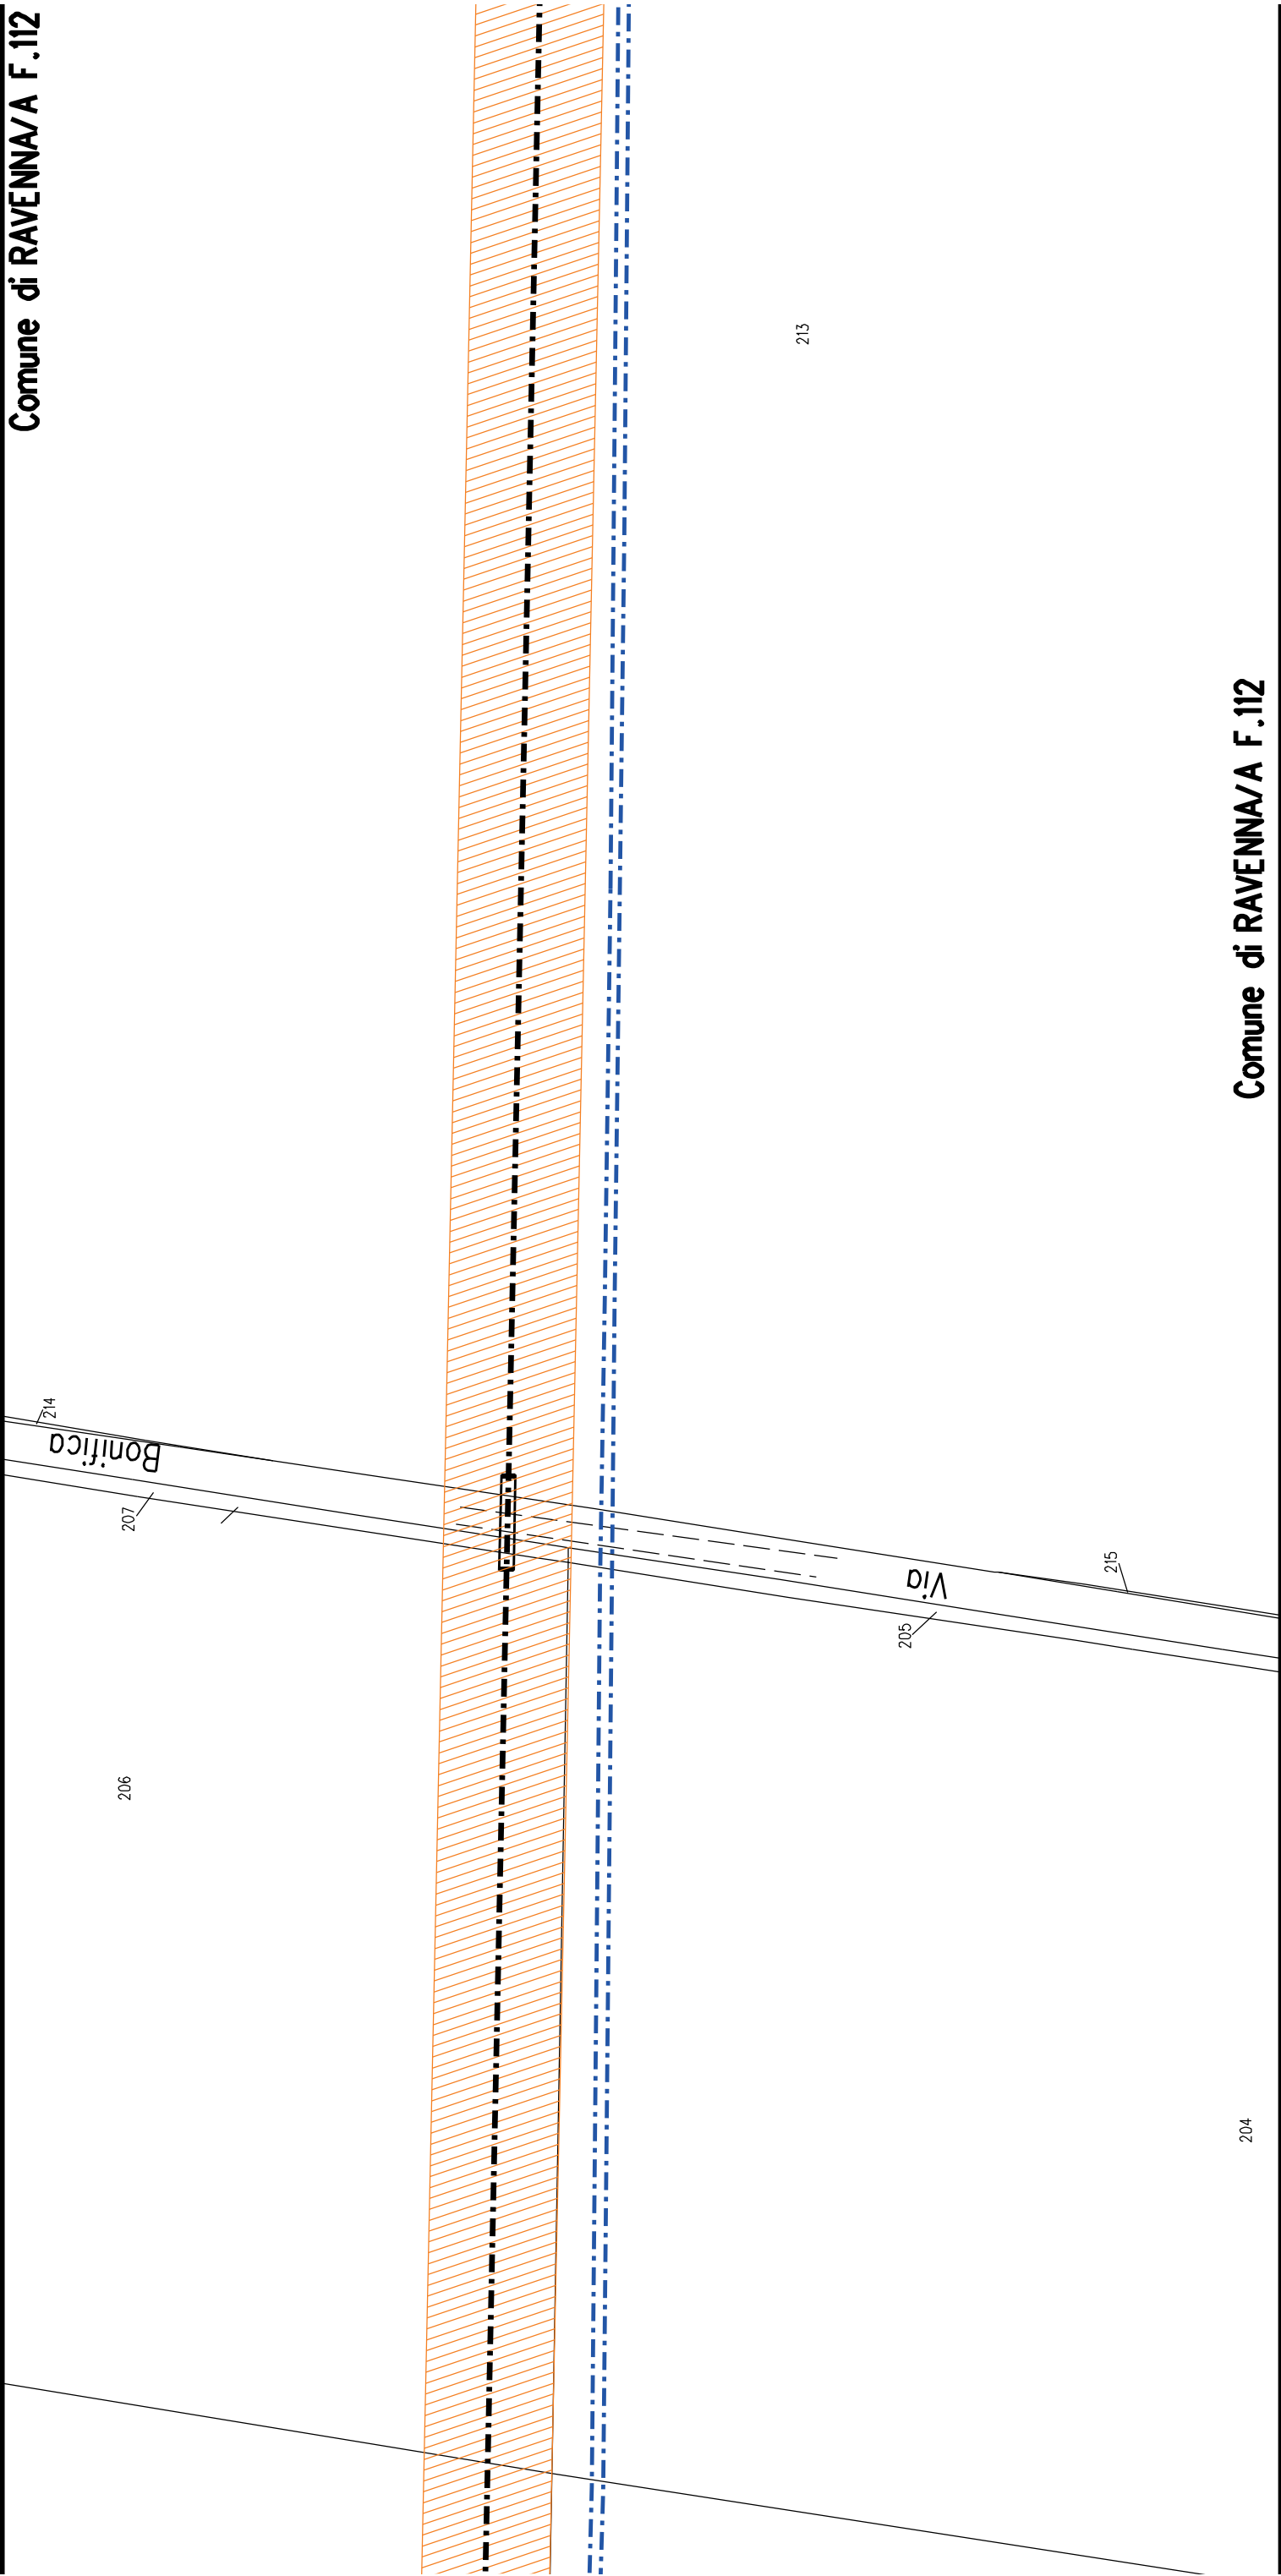 Comune di RAVENNA/A F.112
213
Comune di RAVENNA/A F.112
214
Bonifica
207
215
Via
205
206
204